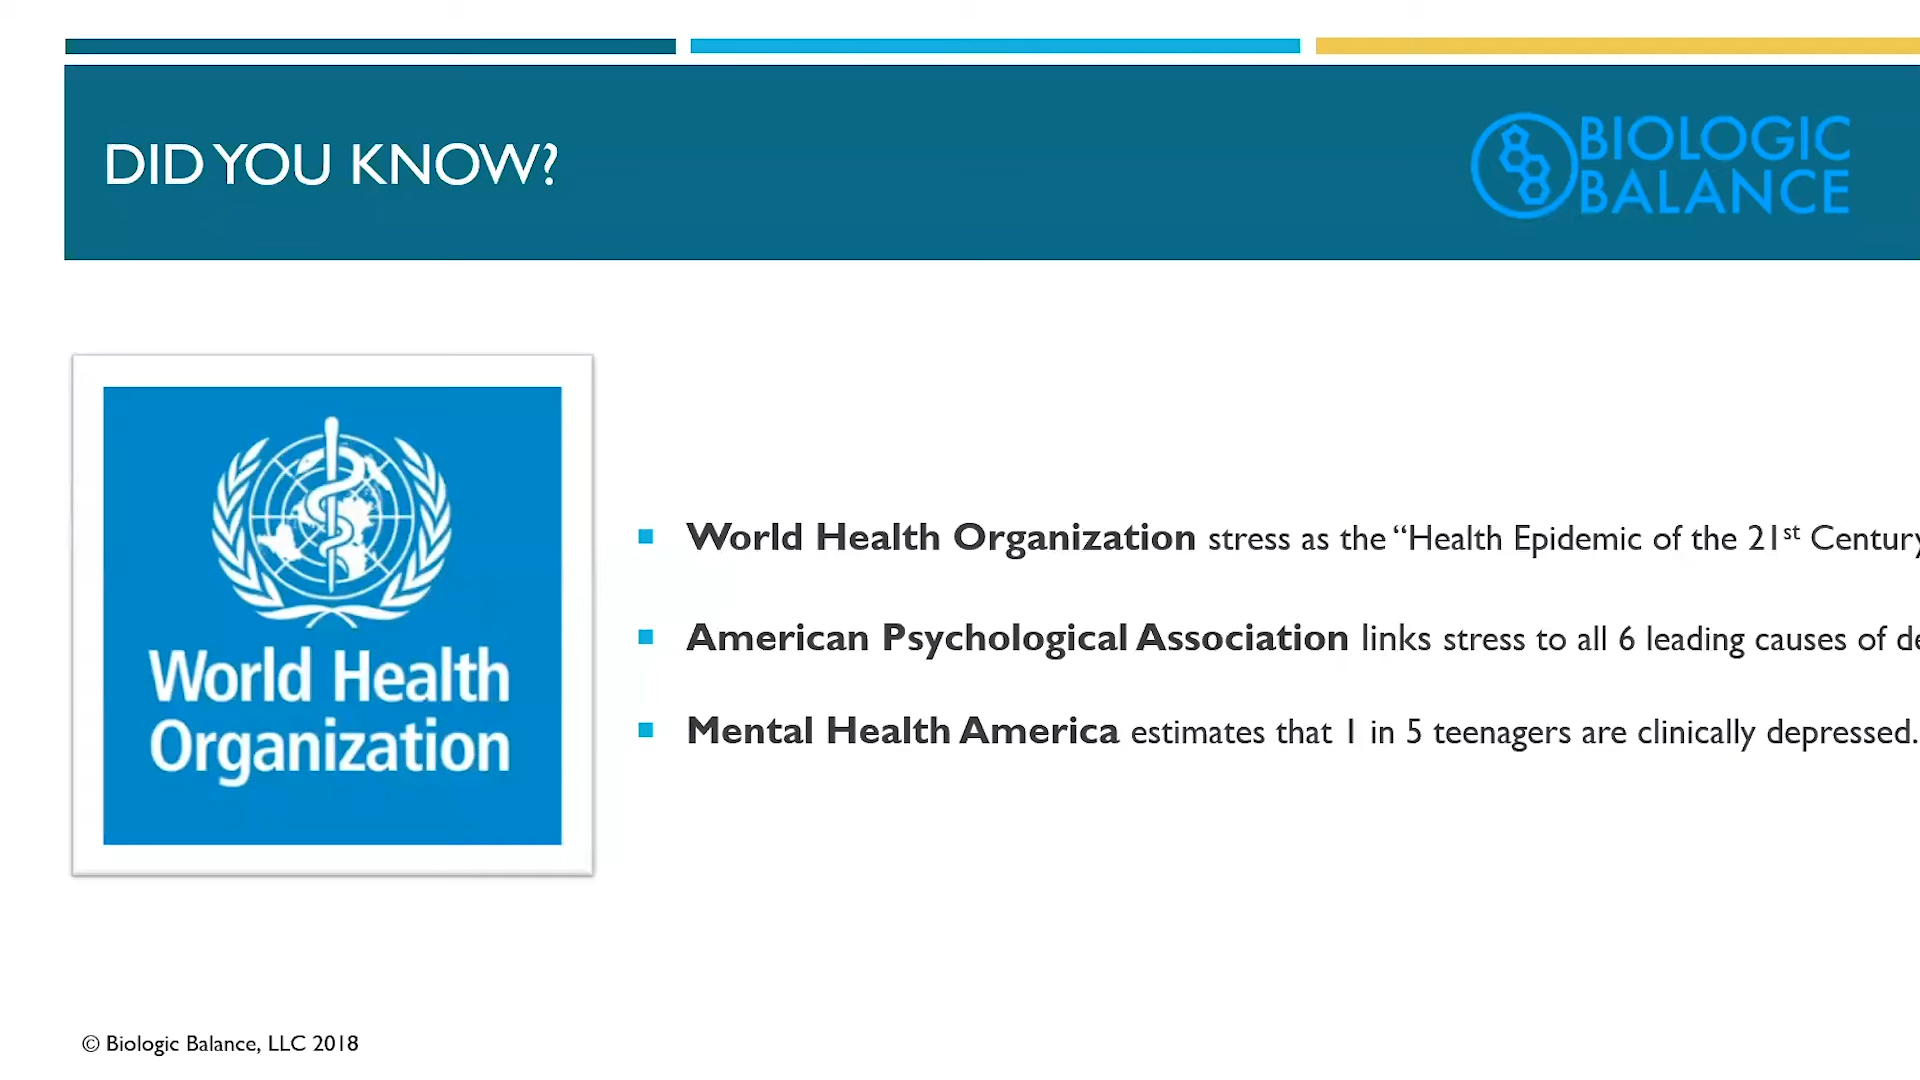 DID YOU KNOW?
BIOLOGIC
BALANCE
World Health
Organization
World Health Organization stress as the “Health Epidemic of the 21st Century
American Psychological Association links stress to all 6 leading causes of
Mental Health America estimates that 1 in 5 teenagers are clinically depressed.
© Biologic Balance, LLC 2018